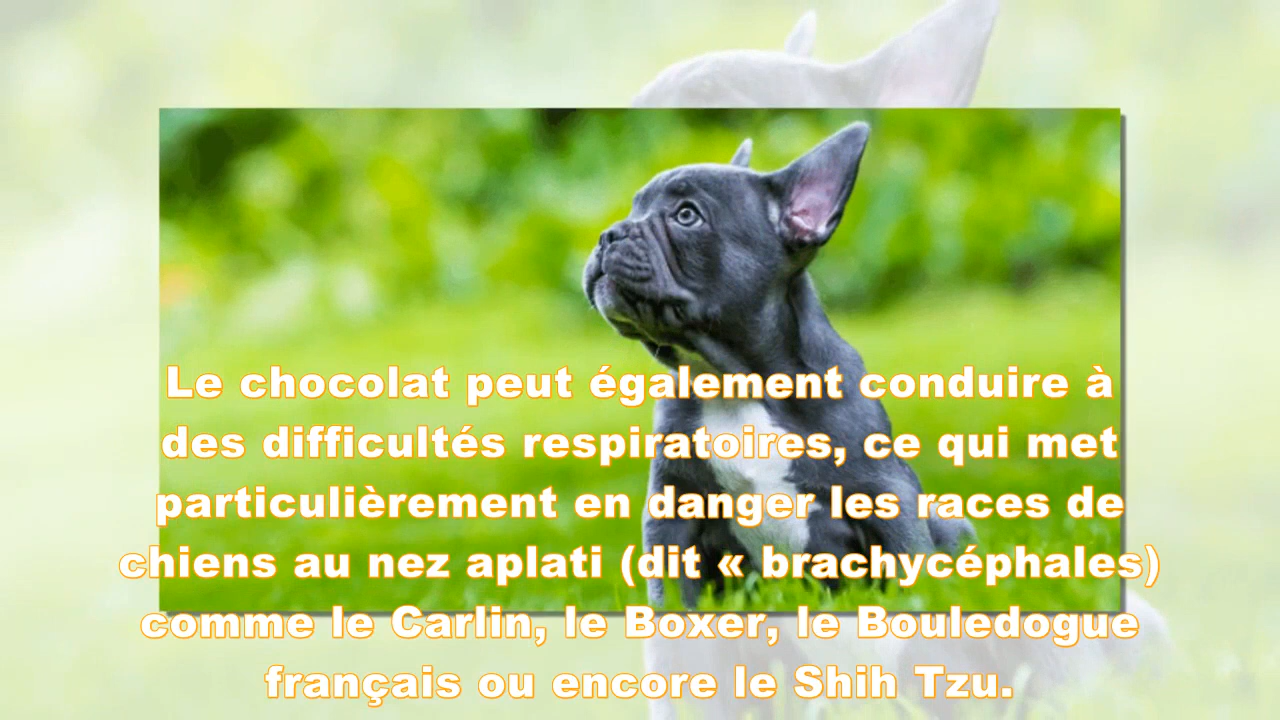 Le chocolat peut également conduire à
des difficultés respiratoires, ce qui met
particulièrement en danger les races de
chiens au nez aplati (dit « brachycéphales)
comme le Carlin, le Boxer, le Bouledogue
français ou encore le Shih Tzu.